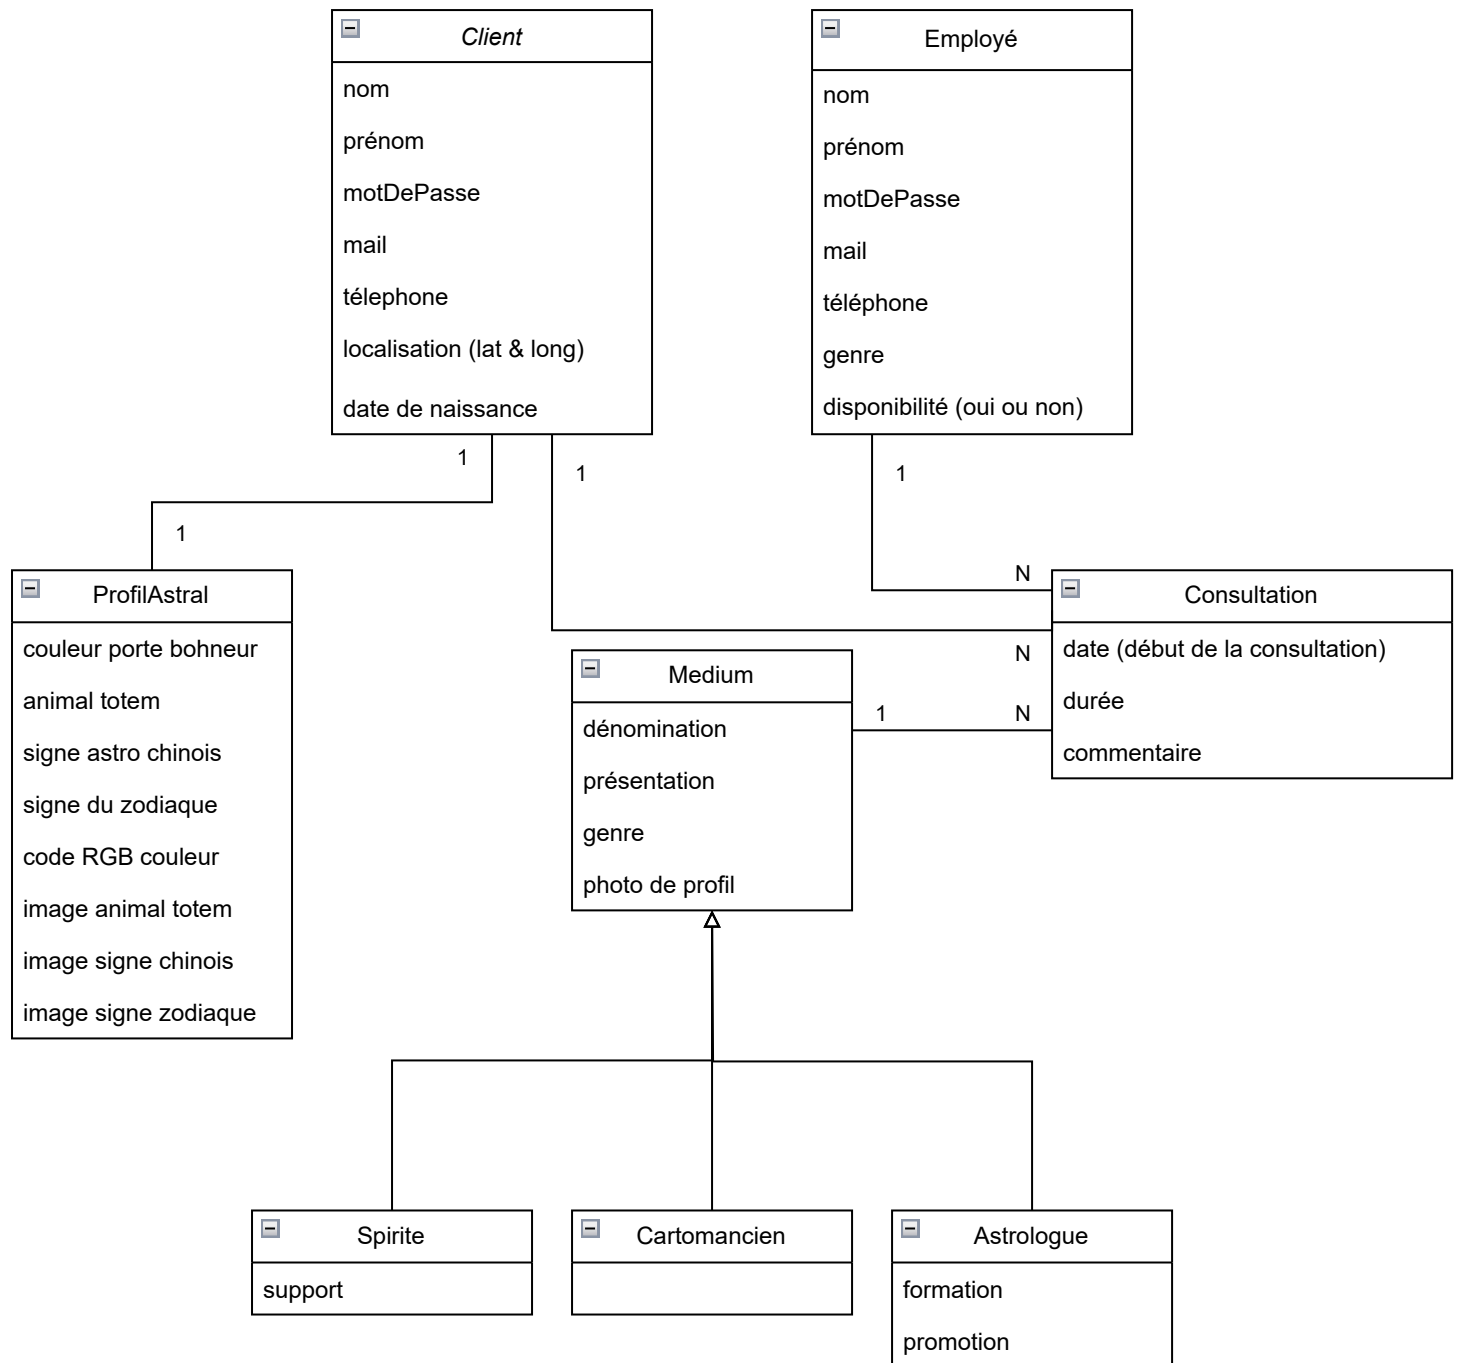 Client
nom
prénom
motDePasse
mail
télephone
localisation (lat & long)
date de naissance
Employé
nom
prénom
motDePasse
mail
téléphone
genre
disponibilité (oui ou non)
1
1
1
1
N
N
1
N
ProfilAstral
couleur porte bohneur
animal totem
signe astro chinois
signe du zodiaque
code RGB couleur
image animal totem
image signe chinois
image signe zodiaque
Medium
dénomination
présentation
genre
photo de profil
Consultation
date (début de la consultation)
durée
commentaire
Spirite
support
Cartomancien
Astrologue
formation
promotion